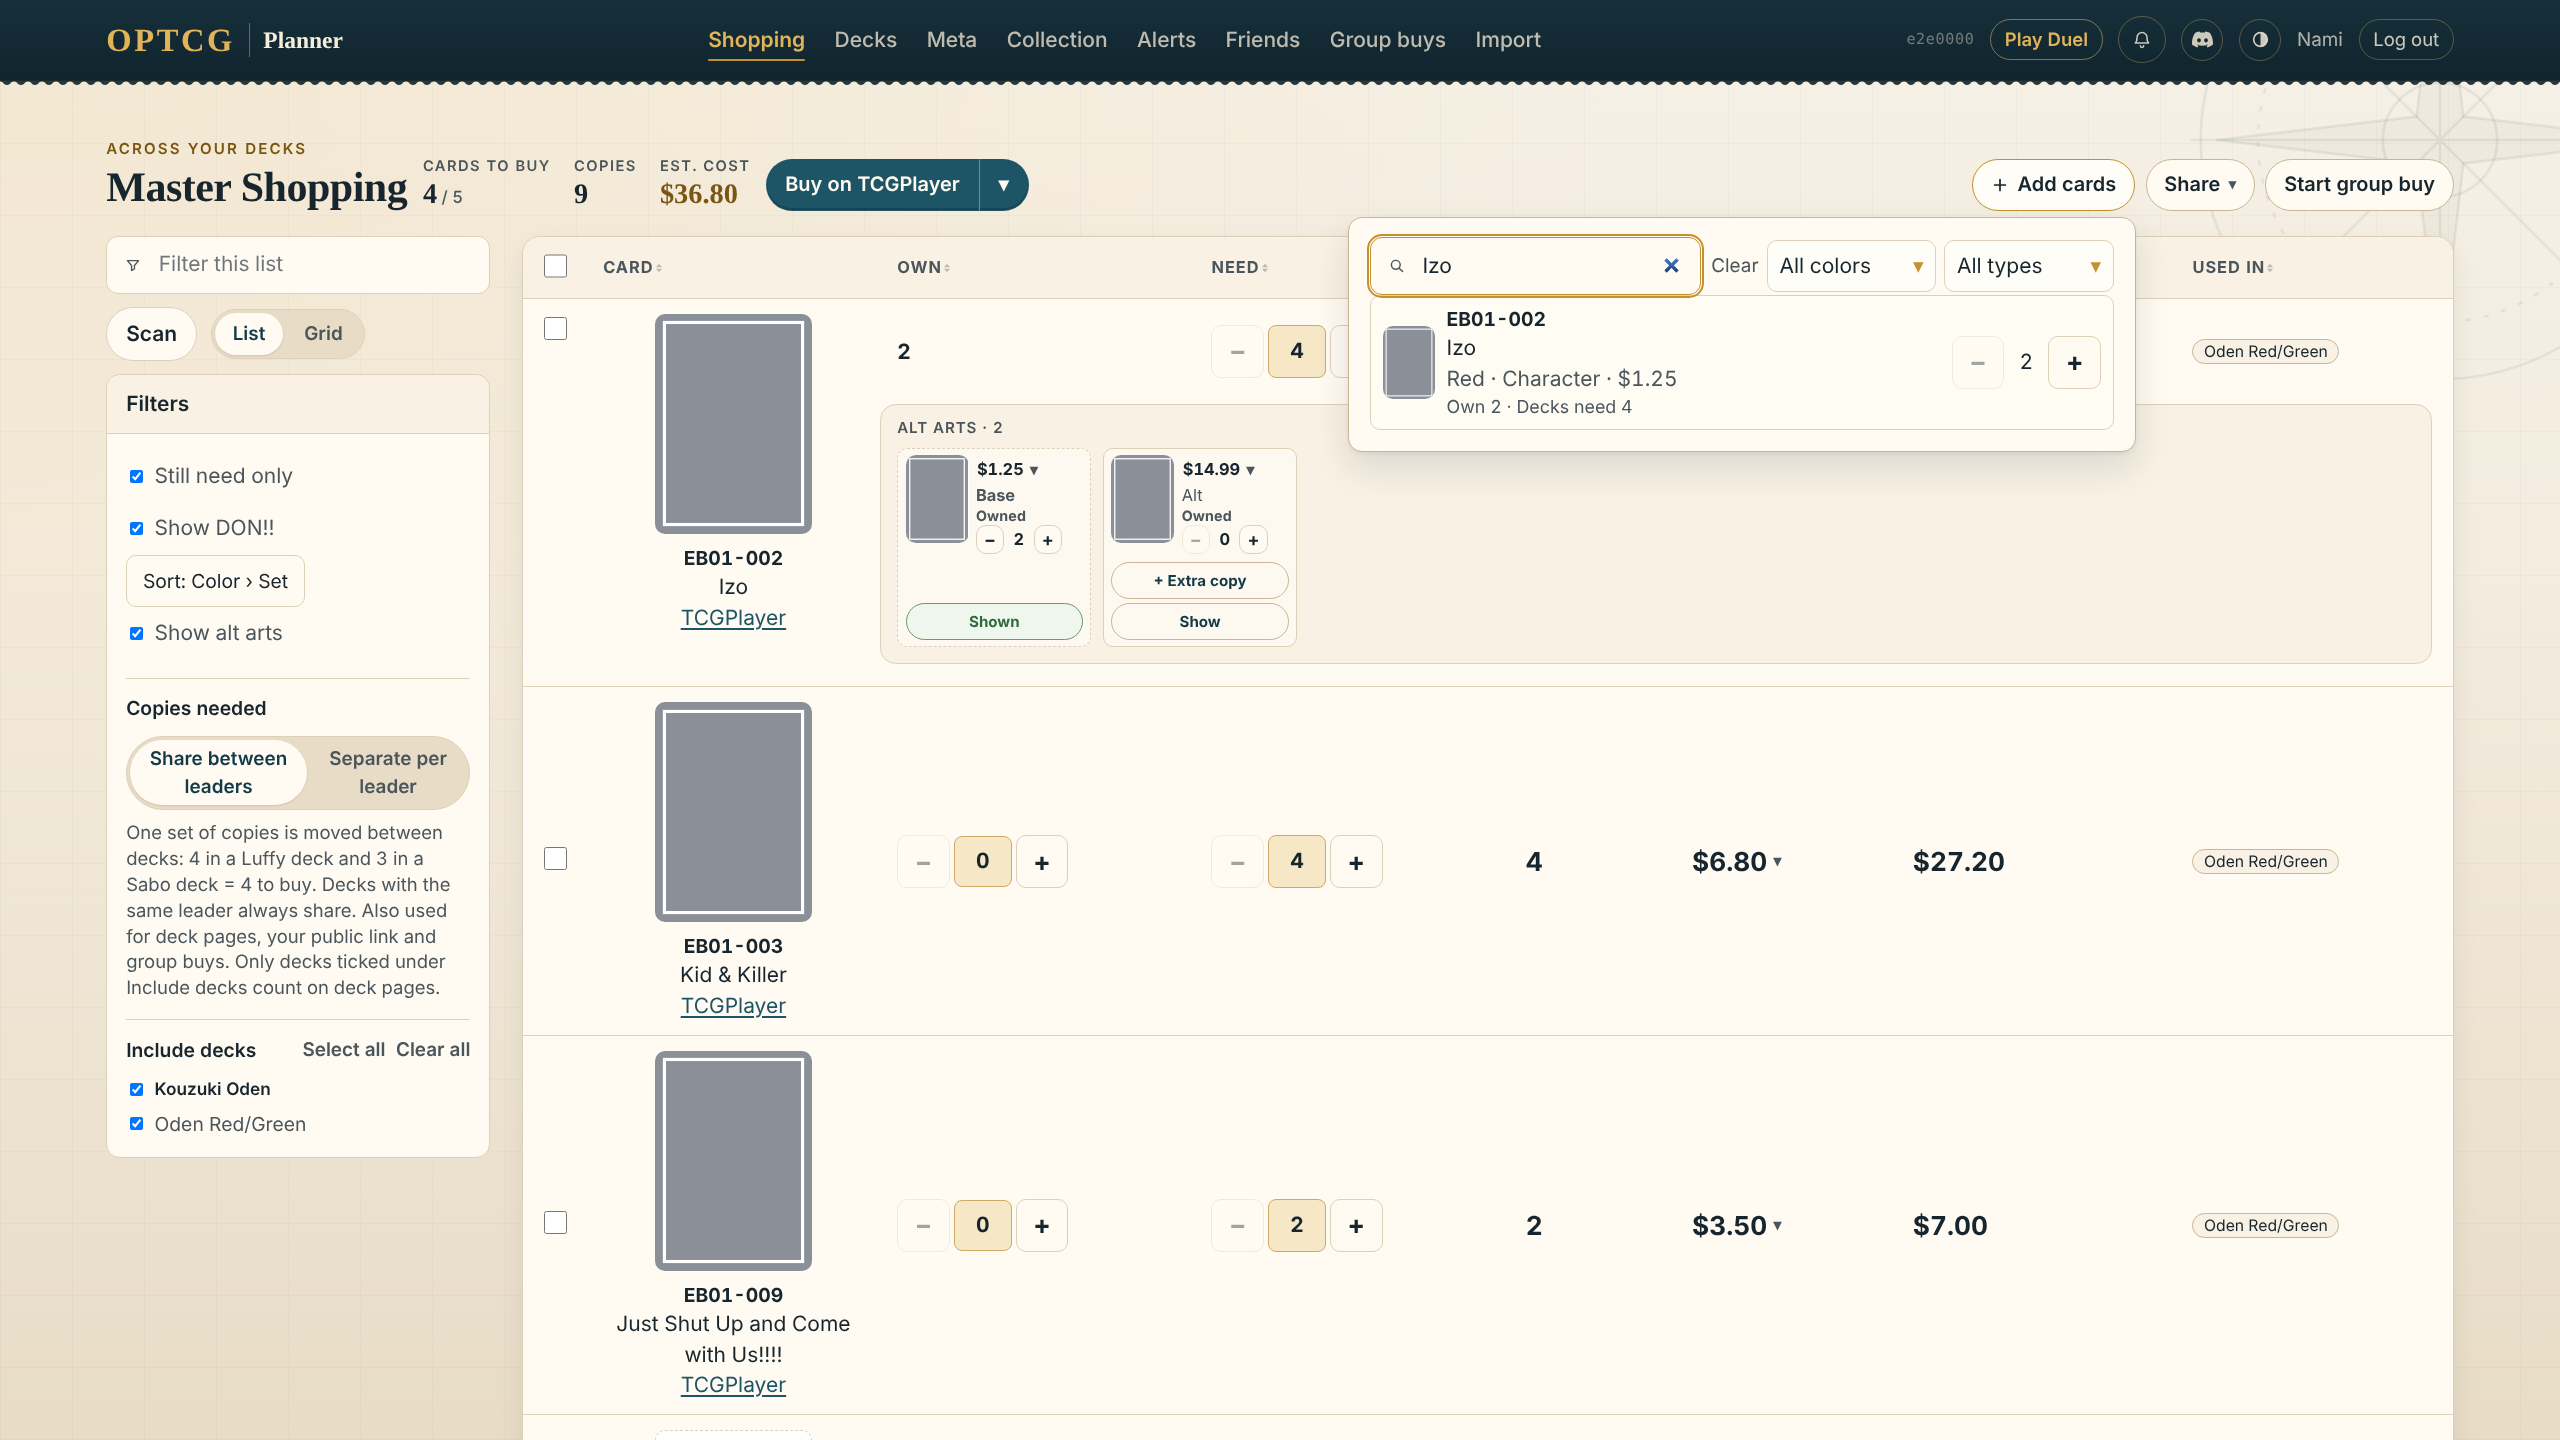 OPTCG Planner
Shopping Decks Meta Collection Alerts Friends Group buys Import
e2e0000 Play Duel Nami Log out
ACROSS YOUR DECKS
Master Shopping
CARDS TO BUY
4 / 5
COPIES
9
EST. COST
$36.80
Buy on TCGPlayer ▼
+ Add cards
Share ▼
Start group buy
Filter this list
Scan
List Grid
Filters
Still need only
Show DON!!
Sort: Color › Set
Show alt arts
Copies needed
Share between
leaders
Separate per
leader
One set of copies is moved between
decks: 4 in a Luffy deck and 3 in a
Sabo deck = 4 to buy. Decks with the
same leader always share. Also used
for deck pages, your public link and
group buys. Only decks ticked under
Include decks count on deck pages.
Include decks Select all Clear all
Kouzuki Oden
Oden Red/Green
CARD OWN NEED USED IN
Izo ✕ Clear All colors ▼ All types ▼
EB01-002
Izo
Red · Character · $1.25
Own 2 · Decks need 4
− 2 +
2 − 4 Oden Red/Green
EB01-002
Izo
TCGPlayer
ALT ARTS · 2
$1.25 ▼
Base
Owned
− 2 +
Shown
$14.99 ▼
Alt
Owned
− 0 +
+ Extra copy
Show
− 0 + − 4 + 4 $6.80 ▼ $27.20 Oden Red/Green
EB01-003
Kid & Killer
TCGPlayer
− 0 + − 2 + 2 $3.50 ▼ $7.00 Oden Red/Green
EB01-009
Just Shut Up and Come
with Us!!!!
TCGPlayer